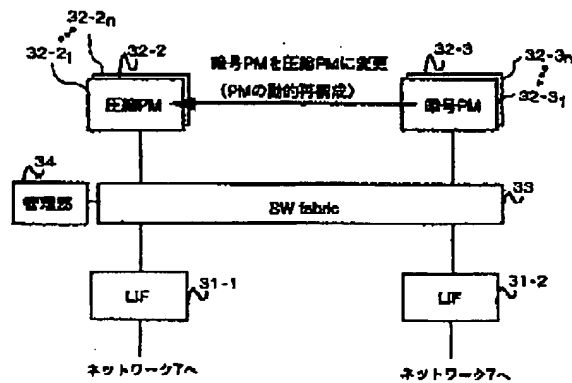 32-2n
32-2
32-21
圧縮PM
暗号PMを圧縮PMに変更
(PMの動的再構成)
32-3
32-3n
32-31
暗号PM
34
管理器
SW fabric
33
LIF
31-1
LIF
31-2
ネットワーク7へ
ネットワーク7へ